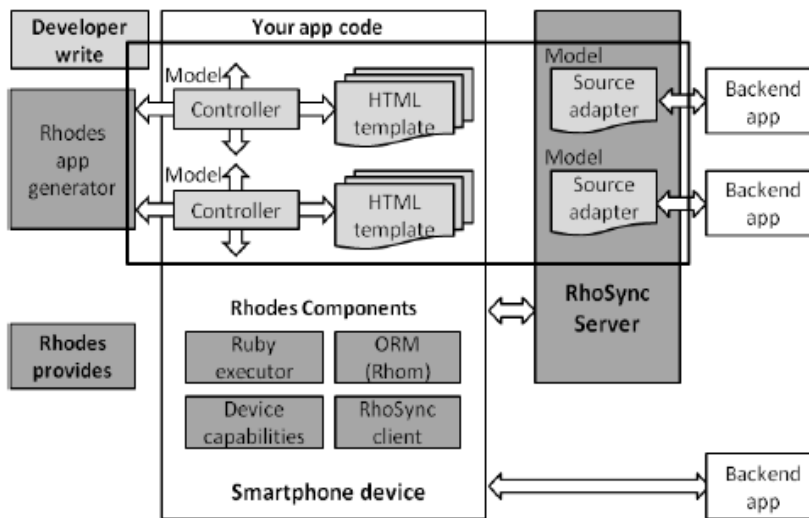 Developer
write
Your app code
Model
Controller
HTML
template
Model
Source
adapter
Backend
app
Rhodes
app
generator
Model
Controller
HTML
template
Model
Source
adapter
Backend
app
Rhodes Components
RhoSync
Server
Rhodes
provides
Ruby
executor
ORM
(Rhom)
Device
capabilities
RhoSync
client
Smartphone device
Backend
app